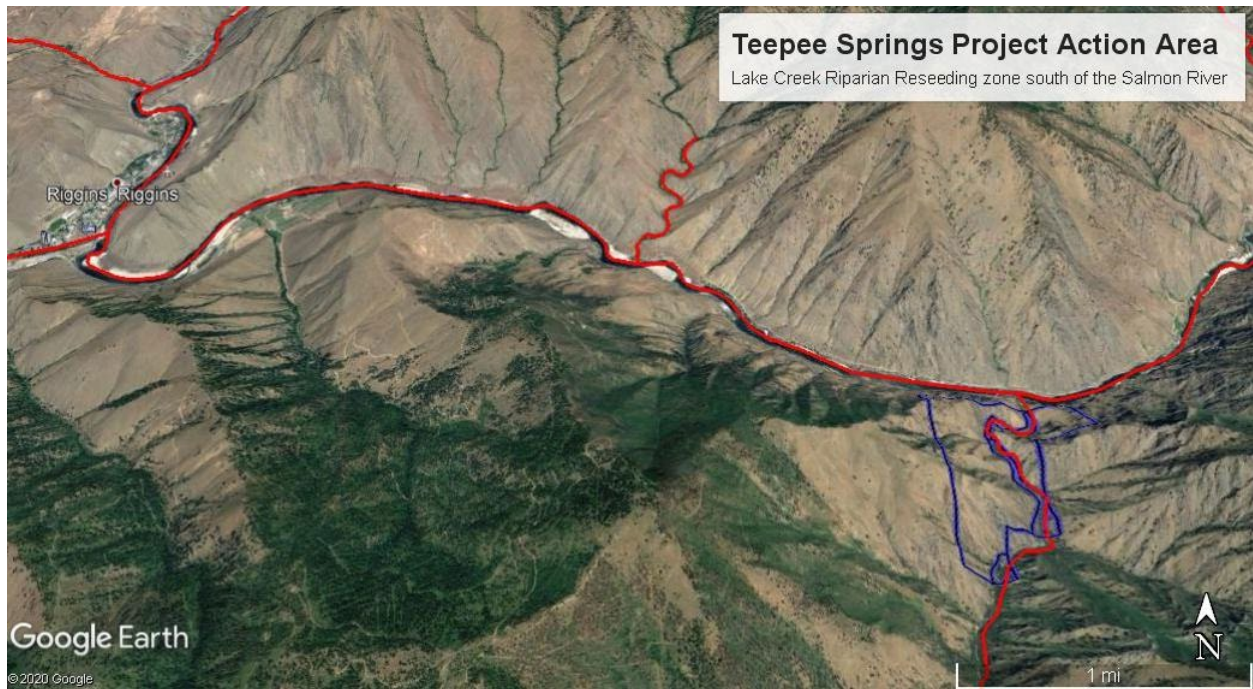 Teepee Springs Project Action Area
Lake Creek Riparian Reseeding zone south of the Salmon River
Riggins Riggins
Google Earth
© 2020 Google
N
1 mi